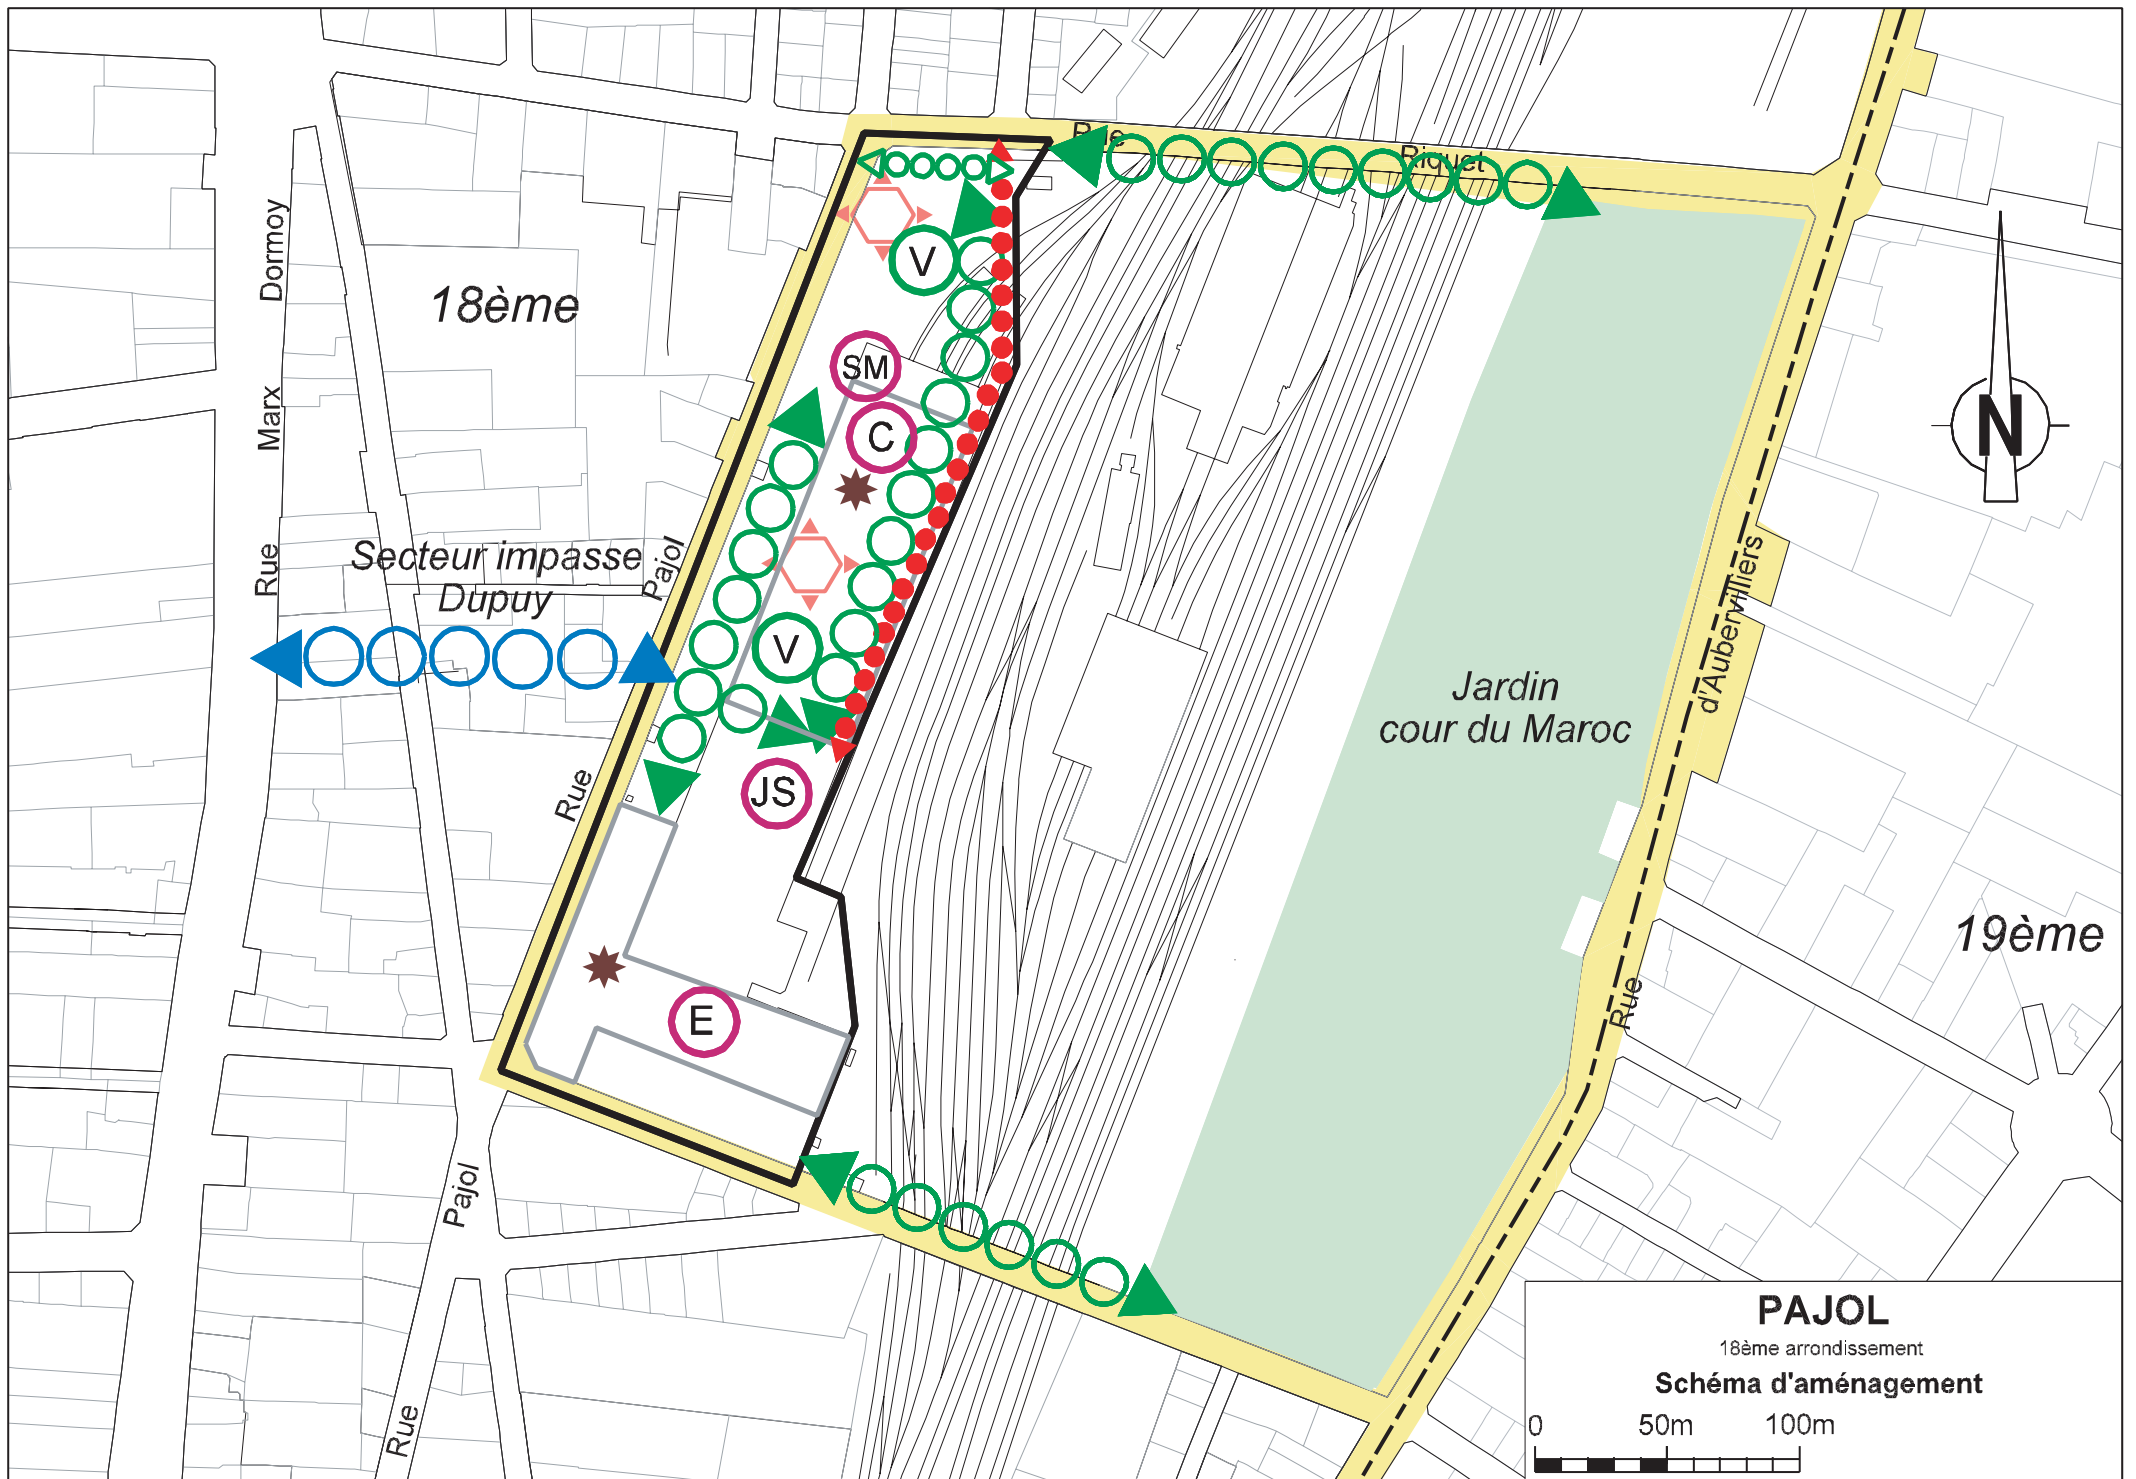 Rue
Riquet
Dormoy
Marx
Rue
18ème
V
SM
C
Secteur impasse
Dupuy
Pajol
Rue
V
JS
E
Jardin
cour du Maroc
d'Aubervilliers
Rue
19ème
N
Pajol
Rue
PAJOL
18ème arrondissement
Schéma d'aménagement
0 50m 100m